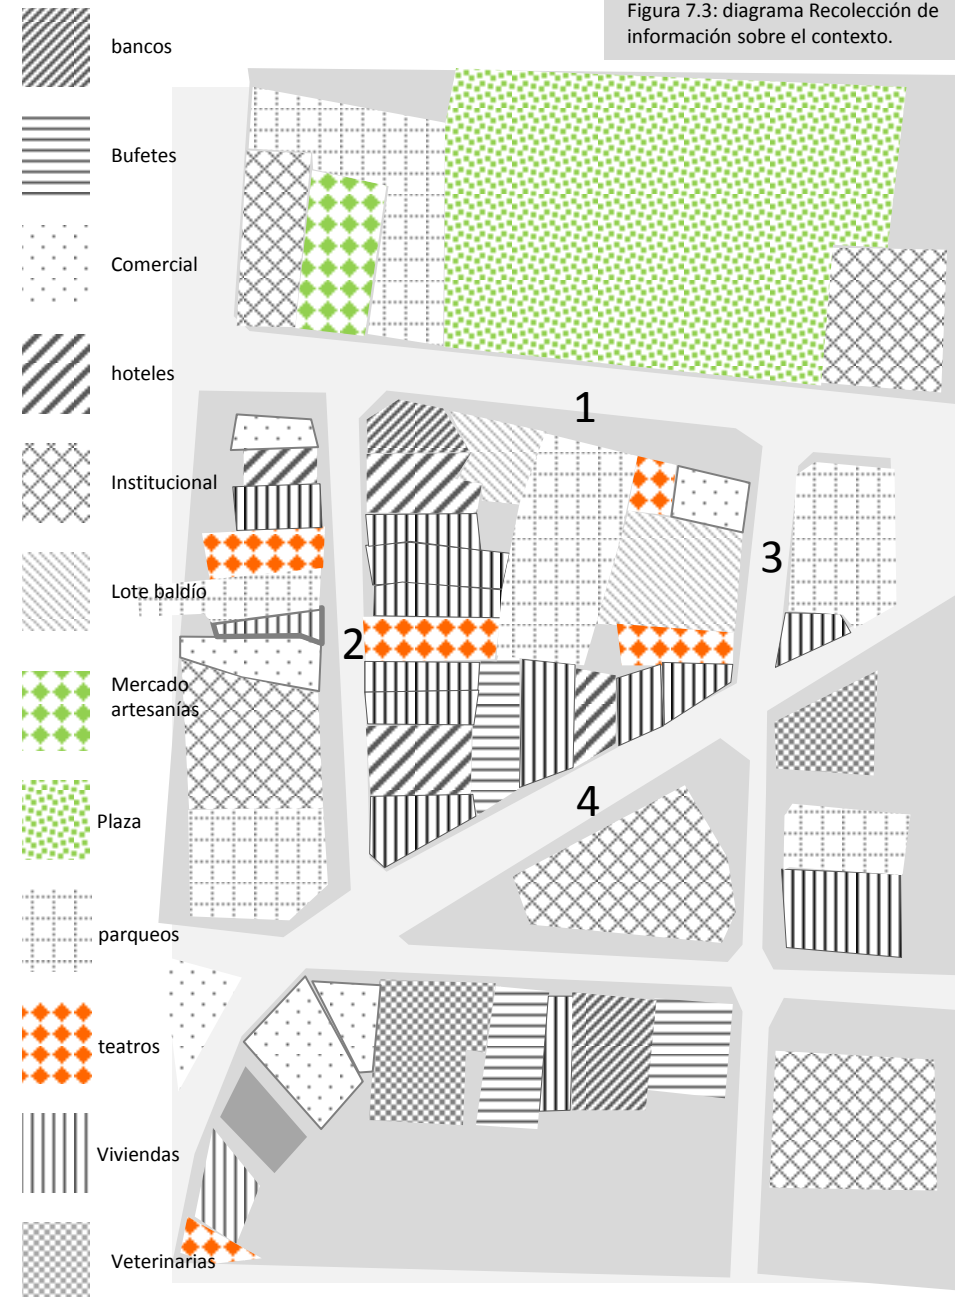 Figura 7.3: diagrama Recolección de
información sobre el contexto.
bancos
Bufetes
Comercial
hoteles
Institucional
Lote baldío
Mercado
artesanías
Plaza
parqueos
teatros
Viviendas
Veterinarias
1
2
3
4